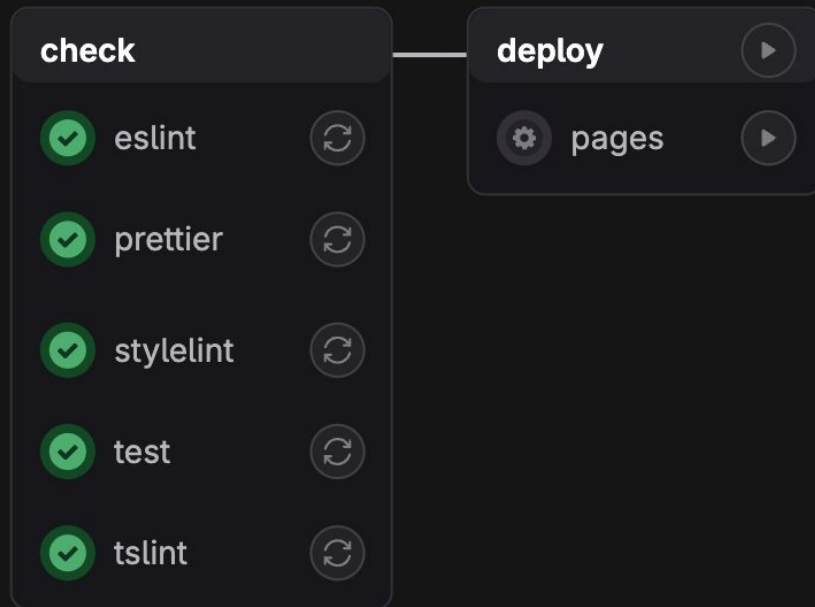 check
eslint
prettier
stylelint
test
tslint
deploy
pages